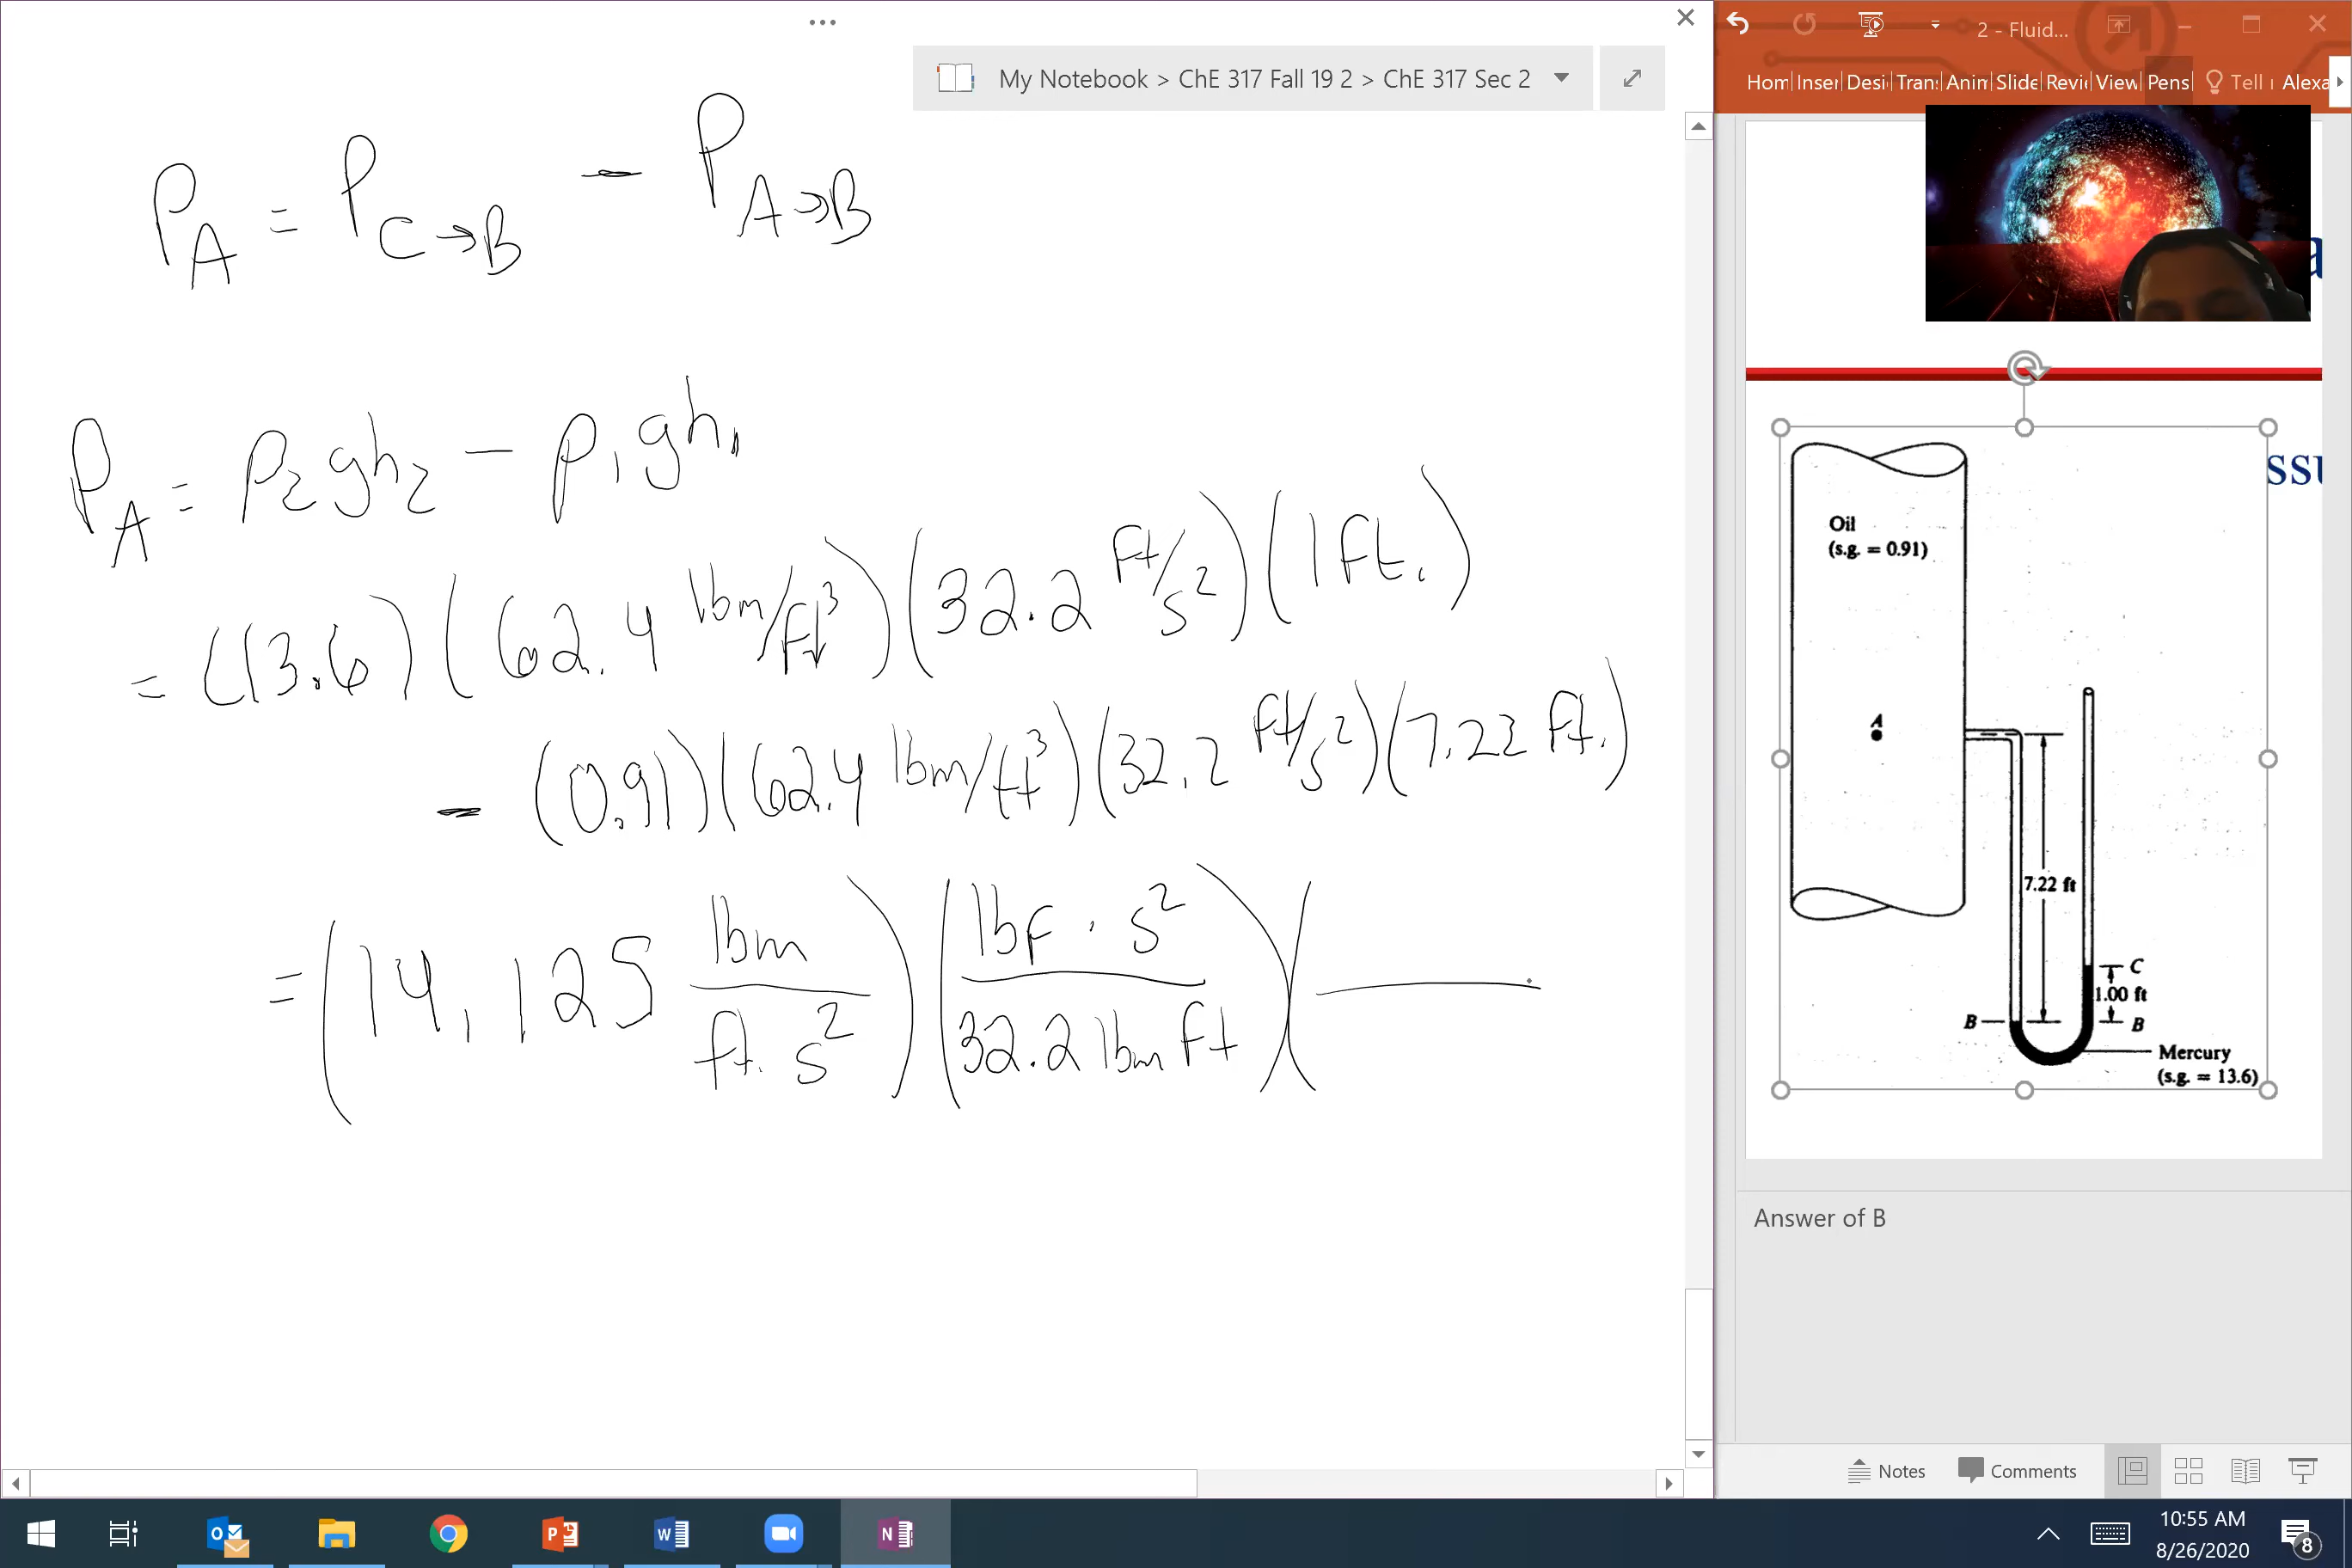 My Notebook > ChE 317 Fall 19 2 > ChE 317 Sec 2
P_A = P_C→B - P_A→B
P_A = ρ₂gh₂ - ρ₁gh₁
= (13.6)(62.4 lbm/ft³)(32.2 ft/s²)(1ft.)
- (0.91)(62.4 lbm/ft³)(32.2 ft/s²)(7.22 ft.)
= (14,125 lbm/ft. s²)(lbf · s²/32.2 lbm ft)(
2 - Fluid...
Hom Inser Desi Tran: Anin Slide Revi View Pens Tell Alexa
a
ssu
Oil
(s.g. = 0.91)
A
7.22 ft
C
1.00 ft
B B
Mercury
(s.g. = 13.6)
Answer of B
Notes Comments
10:55 AM
8/26/2020
8